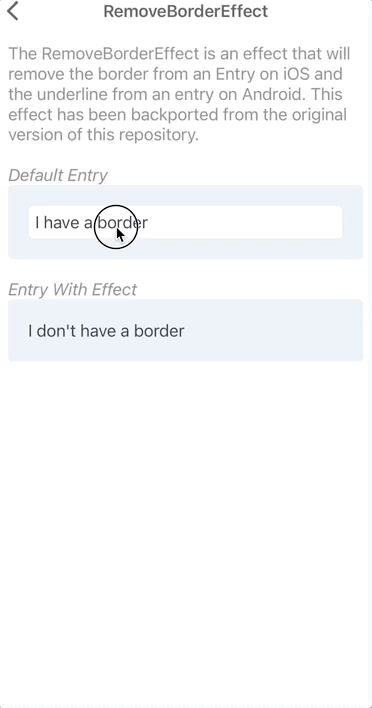 RemoveBorderEffect
The RemoveBorderEffect is an effect that will
remove the border from an Entry on iOS and
the underline from an entry on Android. This
effect has been backported from the original
version of this repository.
Default Entry
I have a border
Entry With Effect
I don't have a border